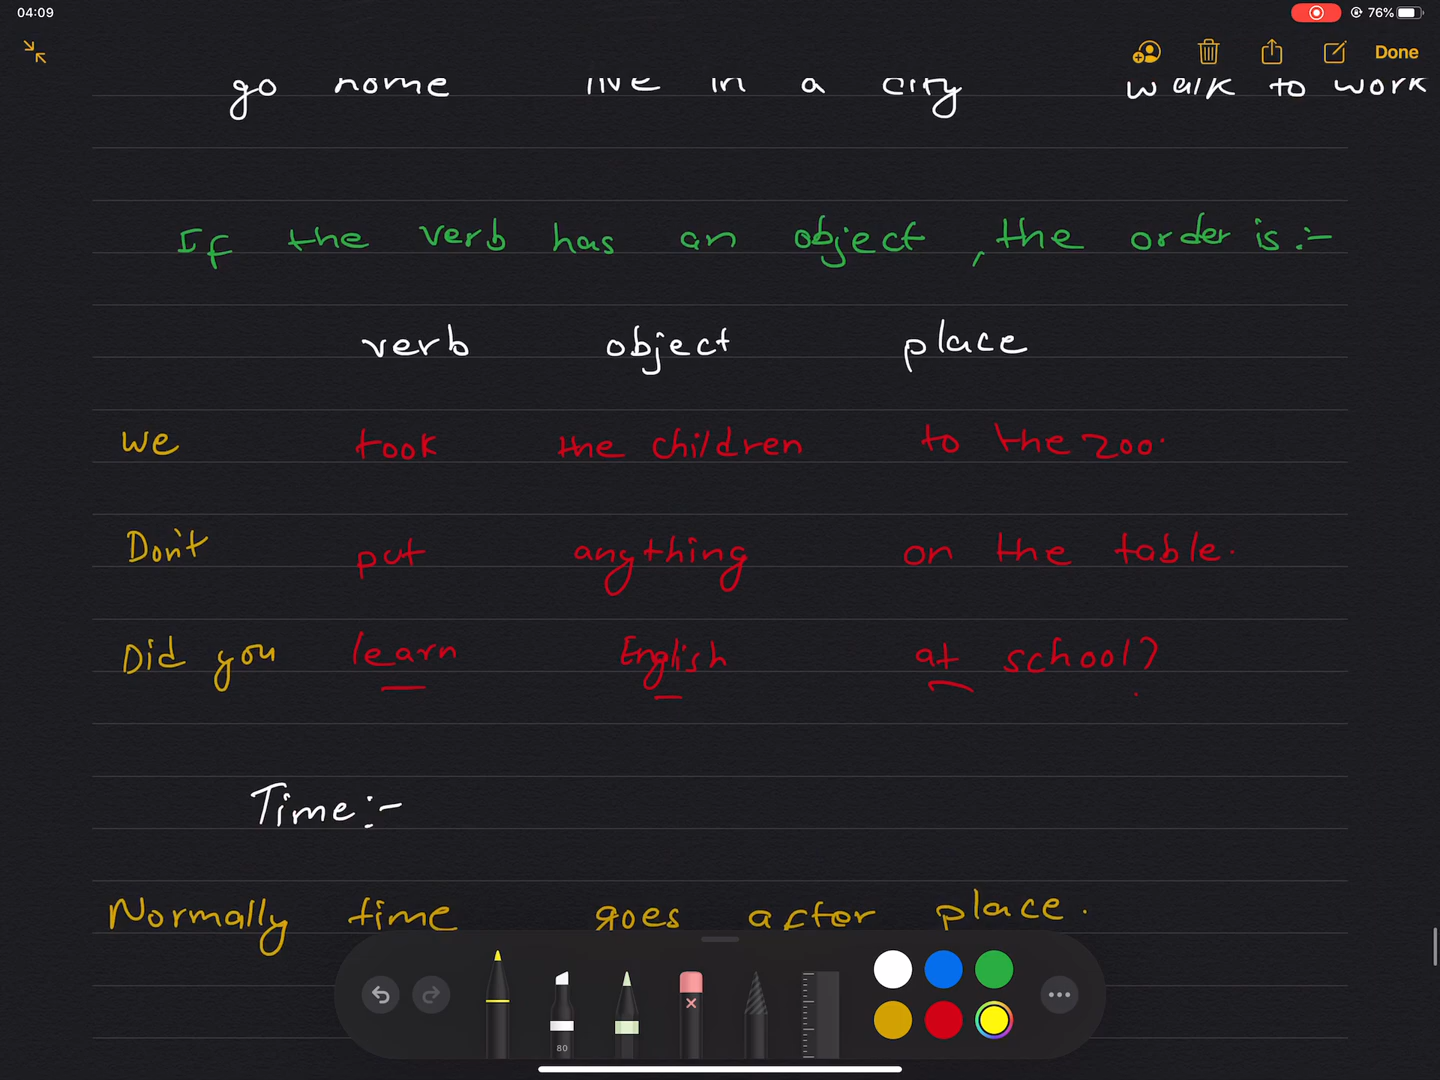 04:09
76%
Done
go home live in a city walk to work
If the verb has an object, the order is :-
verb object place
We took the children to the zoo.
Don't put anything on the table.
Did you learn English at school?
Time :-
Normally time goes after place.
80